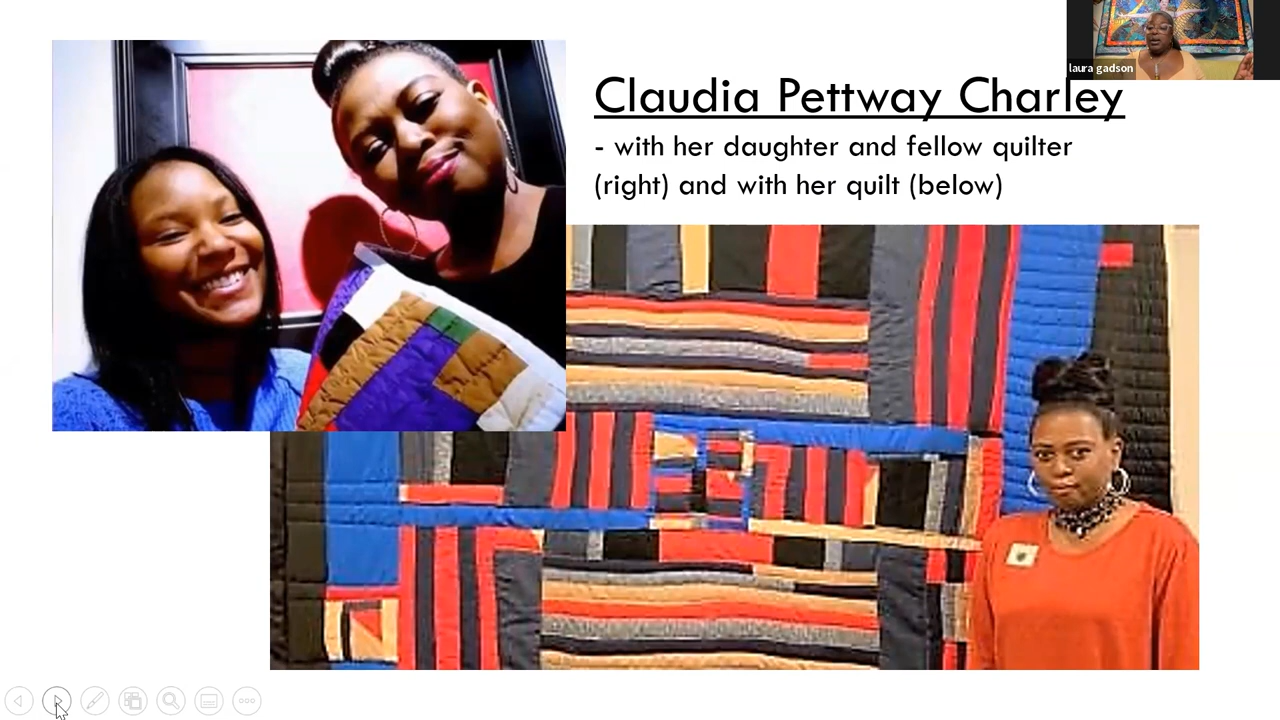 laura gadson
Claudia Pettway Charley
- with her daughter and fellow quilter
(right) and with her quilt (below)